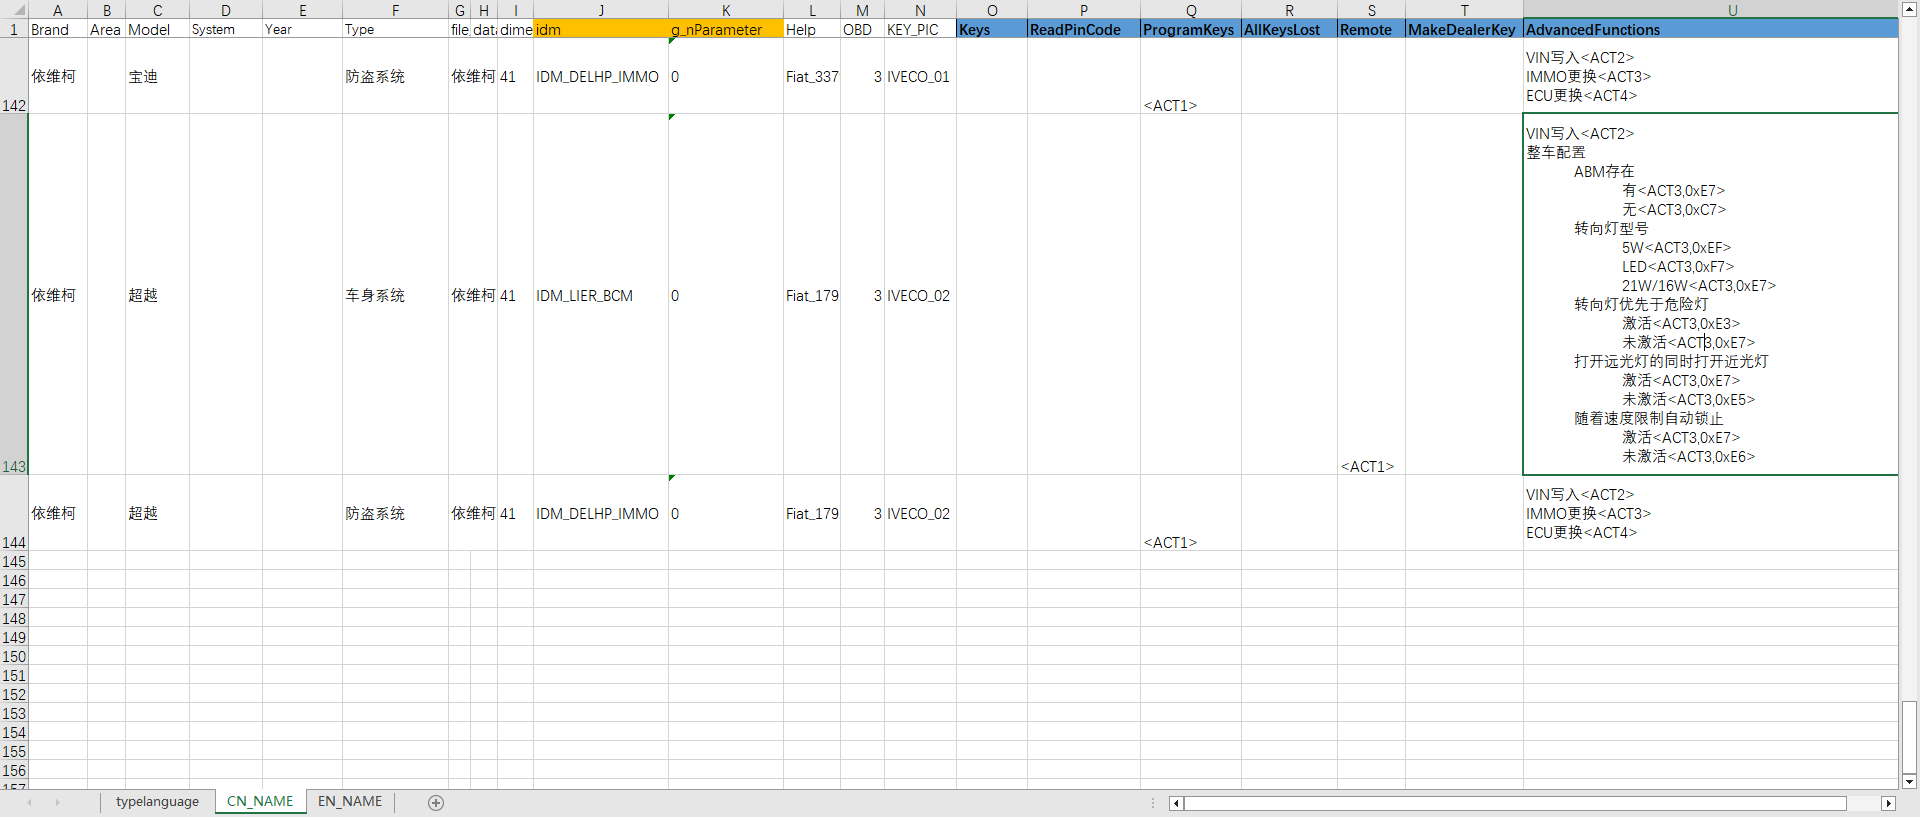 A B C D E F G H I J K L M N O P Q R S T U
1 Brand Area Model System Year Type file data dime idm g_nParameter Help OBD KEY_PIC Keys ReadPinCode ProgramKeys AllKeysLost Remote MakeDealerKey AdvancedFunctions
VIN写入<ACT2>
依维柯 宝迪 防盗系统 依维柯 41 IDM_DELHP_IMMO 0 Fiat_337 3 IVECO_01 IMMO更换<ACT3>
ECU更换<ACT4>
142 <ACT1>
VIN写入<ACT2>
整车配置
ABM存在
有<ACT3,0xE7>
无<ACT3,0xC7>
转向灯型号
5W<ACT3,0xEF>
LED<ACT3,0xF7>
21W/16W<ACT3,0xE7>
依维柯 超越 车身系统 依维柯 41 IDM_LIER_BCM 0 Fiat_179 3 IVECO_02
转向灯优先于危险灯
激活<ACT3,0xE3>
未激活<ACT3,0xE7>
打开远光灯的同时打开近光灯
激活<ACT3,0xE7>
未激活<ACT3,0xE5>
随着速度限制自动锁止
激活<ACT3,0xE7>
未激活<ACT3,0xE6>
143 <ACT1>
VIN写入<ACT2>
依维柯 超越 防盗系统 依维柯 41 IDM_DELHP_IMMO 0 Fiat_179 3 IVECO_02 IMMO更换<ACT3>
ECU更换<ACT4>
144 <ACT1>
145
146
147
148
149
150
151
152
153
154
155
156
157
typelanguage CN_NAME EN_NAME